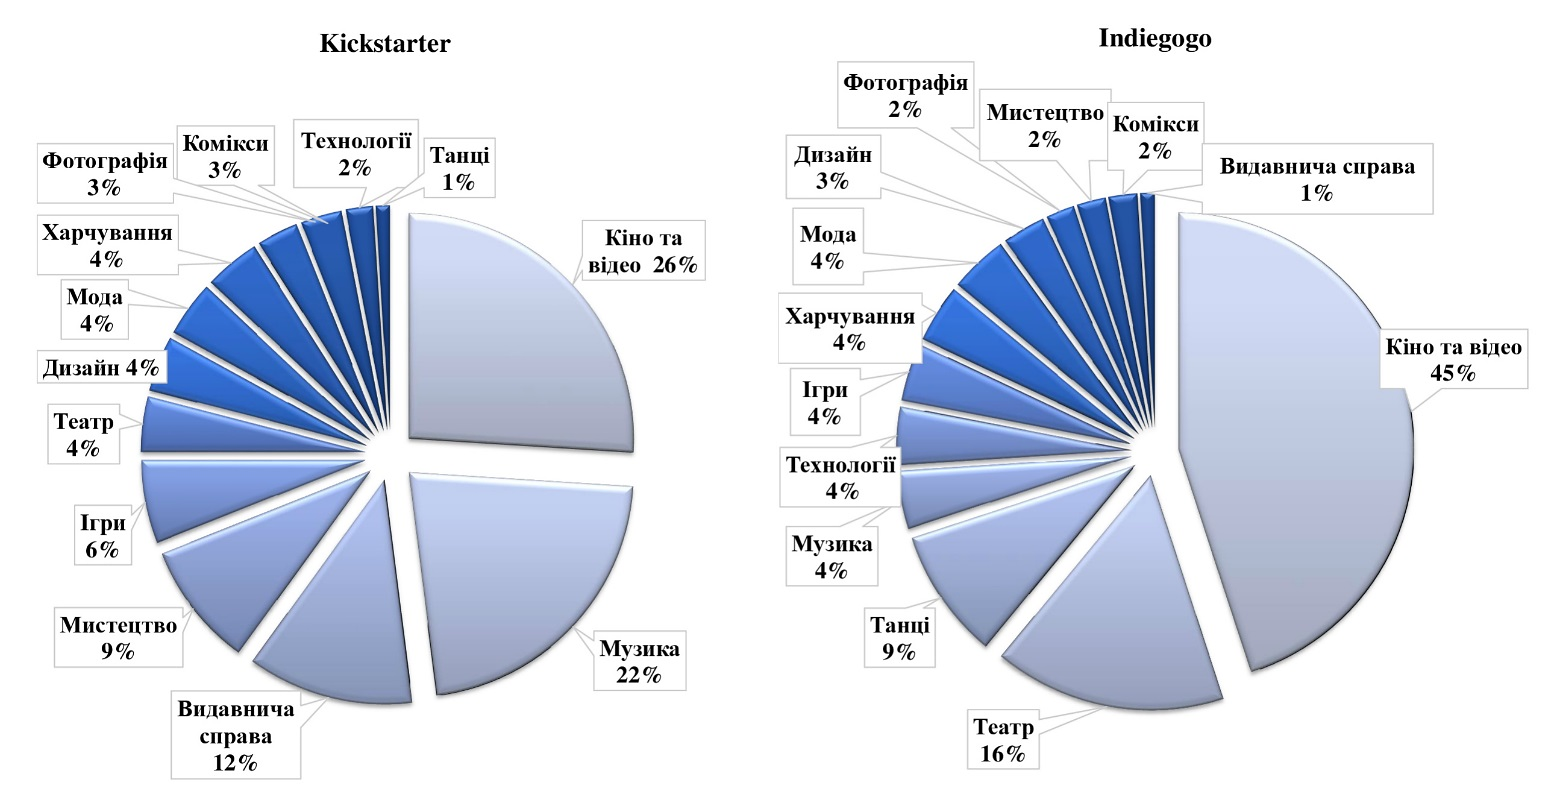 Kickstarter
Кіно та
відео 26%
Музика
22%
Видавнича
справа
12%
Мистецтво
9%
Ігри
6%
Театр
4%
Дизайн 4%
Мода
4%
Харчування
4%
Фотографія
3%
Комікси
3%
Технології
2%
Танці
1%
Indiegogo
Кіно та відео
45%
Театр
16%
Танці
9%
Музика
4%
Технології
4%
Ігри
4%
Харчування
4%
Мода
4%
Дизайн
3%
Фотографія
2%
Мистецтво
2%
Комікси
2%
Видавнича справа
1%